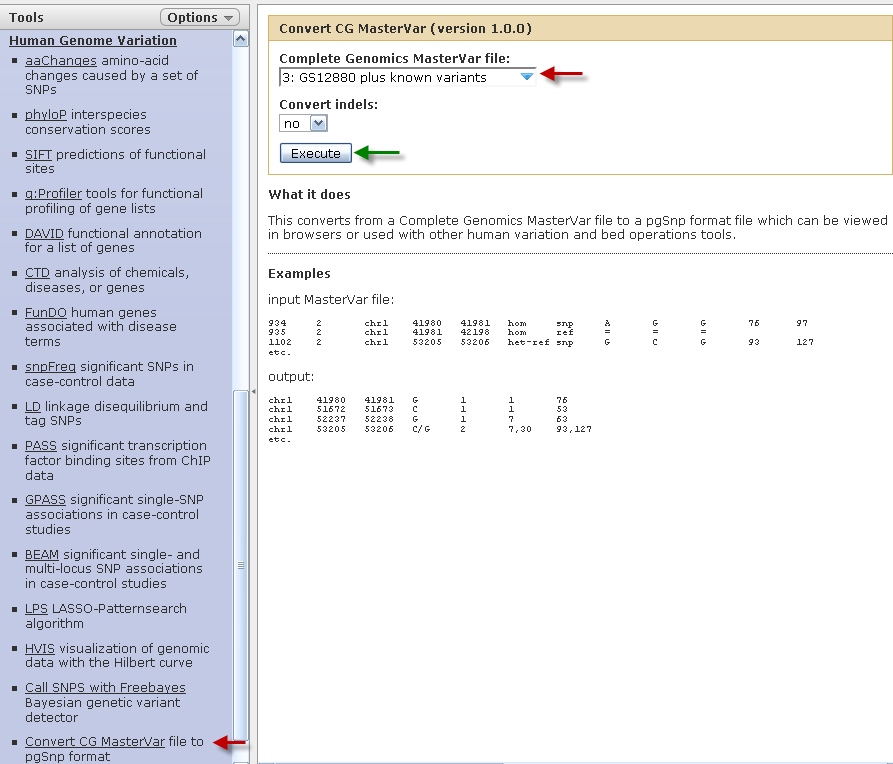 Tools
Options
Human Genome Variation
aaChanges amino-acid
changes caused by a set of
SNPs
phyloP interspecies
conservation scores
SIFT predictions of functional
sites
g:Profiler tools for functional
profiling of gene lists
DAVID functional annotation
for a list of genes
CTD analysis of chemicals,
diseases, or genes
FunDO human genes
associated with disease
terms
snpFreq significant SNPs in
case-control data
LD linkage disequilibrium and
tag SNPs
PASS significant transcription
factor binding sites from ChIP
data
GPASS significant single-SNP
associations in case-control
studies
BEAM significant single- and
multi-locus SNP associations
in case-control studies
LPS LASSO-Patternsearch
algorithm
HVIS visualization of genomic
data with the Hilbert curve
Call SNPS with Freebayes
Bayesian genetic variant
detector
Convert CG MasterVar file to
pgSnp format
Convert CG MasterVar (version 1.0.0)
Complete Genomics MasterVar file:
3: GS12880 plus known variants
Convert indels:
no
Execute
What it does
This converts from a Complete Genomics MasterVar file to a pgSnp format file which can be viewed
in browsers or used with other human variation and bed operations tools.
Examples
input MasterVar file:
934 2 chr1 41980 41981 hom snp A G G 76 97
935 2 chr1 41981 42198 hom ref = = =
1102 2 chr1 53205 53206 het-ref snp G C G 93 127
etc.
output:
chr1 41980 41981 G 1 1 76
chr1 51672 51673 C 1 1 53
chr1 52237 52238 G 1 7 63
chr1 53205 53206 C/G 2 7,30 93,127
etc.